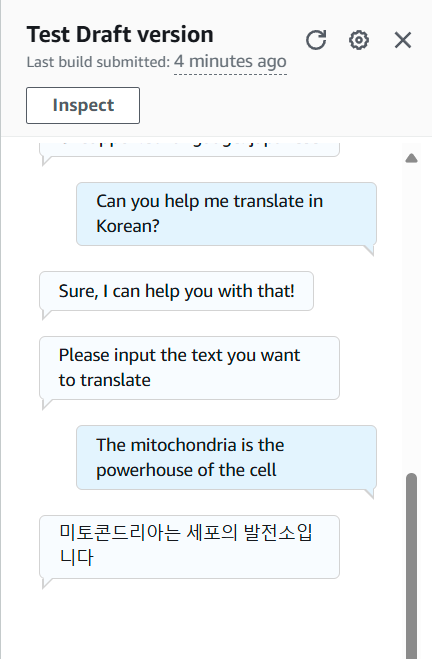 Test Draft version
Last build submitted: 4 minutes ago
Inspect
Can you help me translate in
Korean?
Sure, I can help you with that!
Please input the text you want
to translate
The mitochondria is the
powerhouse of the cell
미토콘드리아는 세포의 발전소입
니다